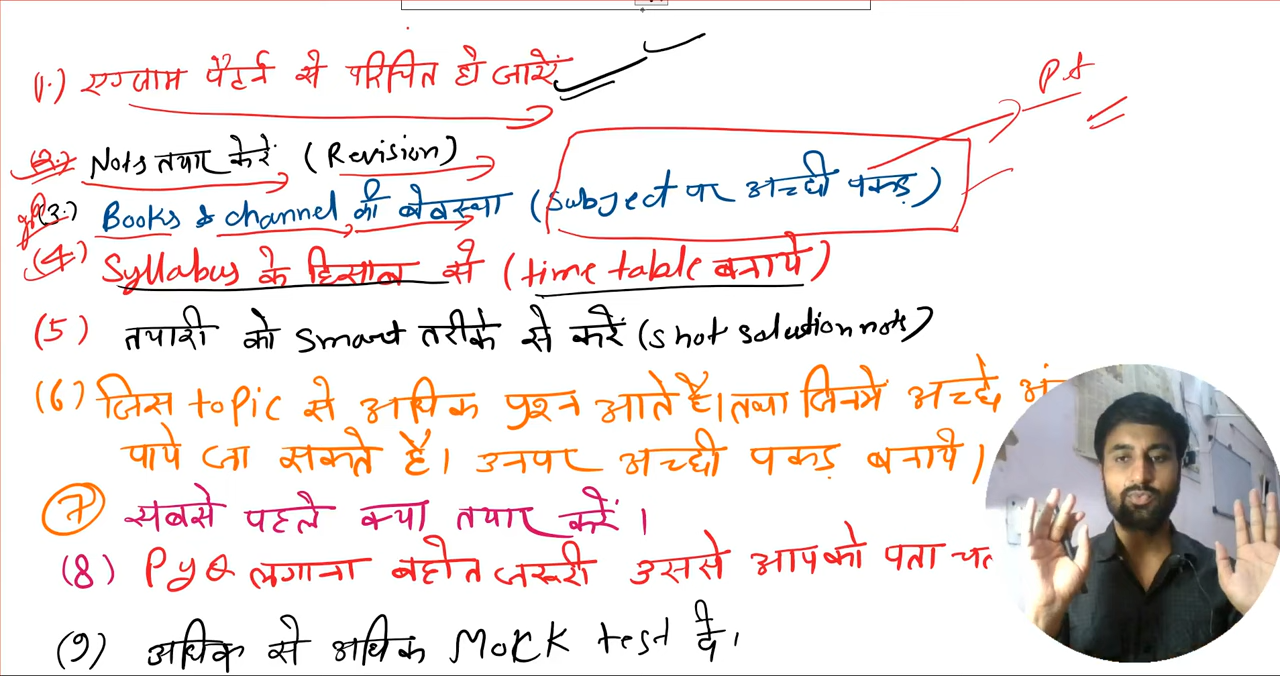 (1.) एग्जाम पैटर्न से परिचित हो जायें
P.S
(2.) Nots तयार करें (Revision)
(3.) Books & channel की बेवस्था (Subject पर अच्छी पकड़)
(4.) Syllabus के हिसाब से (time table बनाये)
(5) तयारी को Smart तरीके से करें (Shot solution nots)
(6) जिस topic से अधिक प्रश्न आते हैं। तथा जिनमे अच्छे
पाये जा सकते हैं। उनपर अच्छी पकड़ बनाये।
(7) सबसे पहले क्या तयार करें।
(8) PyQ लगाना बहोत जरूरी उससे आपको पता
(9) अधिक से अधिक Mock test दे।